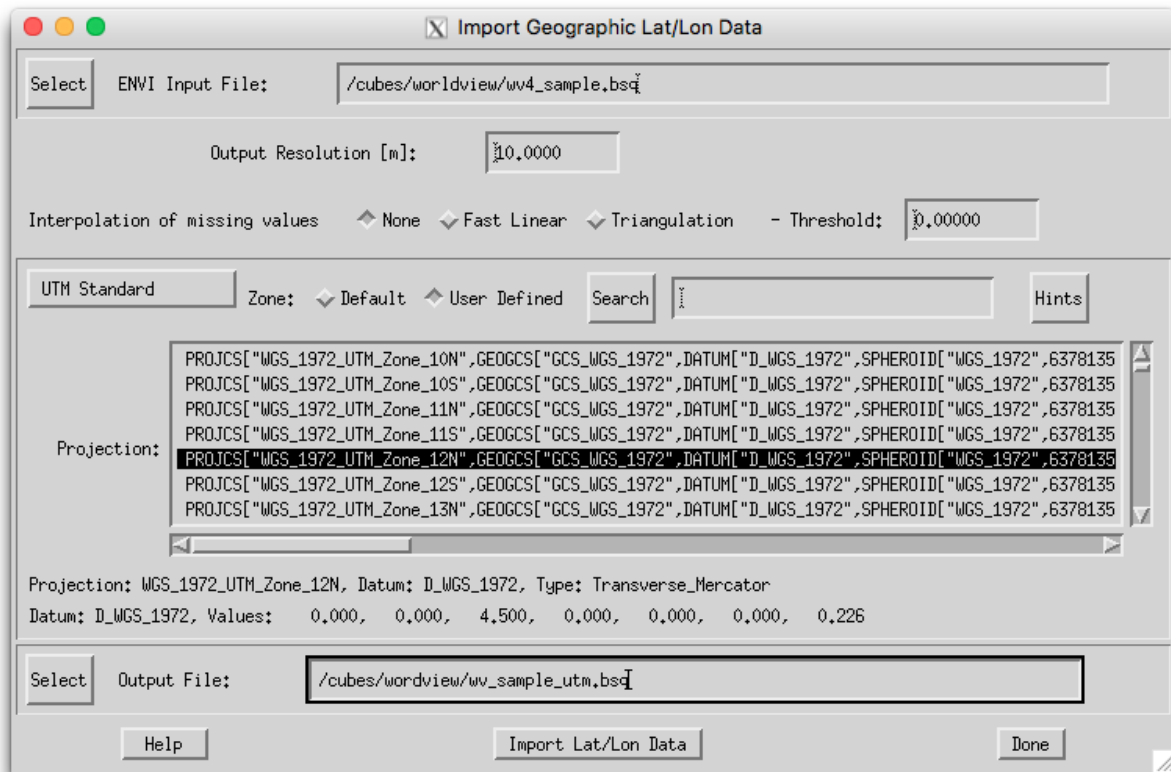 Import Geographic Lat/Lon Data
Select ENVI Input File: /cubes/worldview/wv4_sample.bsq
Output Resolution [m]: 10.0000
Interpolation of missing values None Fast Linear Triangulation - Threshold: 0.00000
UTM Standard Zone: Default User Defined Search Hints
PROJCS["WGS_1972_UTM_Zone_10N",GEOGCS["GCS_WGS_1972",DATUM["D_WGS_1972",SPHEROID["WGS_1972",6378135
PROJCS["WGS_1972_UTM_Zone_10S",GEOGCS["GCS_WGS_1972",DATUM["D_WGS_1972",SPHEROID["WGS_1972",6378135
PROJCS["WGS_1972_UTM_Zone_11N",GEOGCS["GCS_WGS_1972",DATUM["D_WGS_1972",SPHEROID["WGS_1972",6378135
PROJCS["WGS_1972_UTM_Zone_11S",GEOGCS["GCS_WGS_1972",DATUM["D_WGS_1972",SPHEROID["WGS_1972",6378135
Projection: PROJCS["WGS_1972_UTM_Zone_12N",GEOGCS["GCS_WGS_1972",DATUM["D_WGS_1972",SPHEROID["WGS_1972",6378135
PROJCS["WGS_1972_UTM_Zone_12S",GEOGCS["GCS_WGS_1972",DATUM["D_WGS_1972",SPHEROID["WGS_1972",6378135
PROJCS["WGS_1972_UTM_Zone_13N",GEOGCS["GCS_WGS_1972",DATUM["D_WGS_1972",SPHEROID["WGS_1972",6378135
Projection: WGS_1972_UTM_Zone_12N, Datum: D_WGS_1972, Type: Transverse_Mercator
Datum: D_WGS_1972, Values: 0.000, 0.000, 4.500, 0.000, 0.000, 0.000, 0.226
Select Output File: /cubes/wordview/wv_sample_utm.bsq
Help Import Lat/Lon Data Done